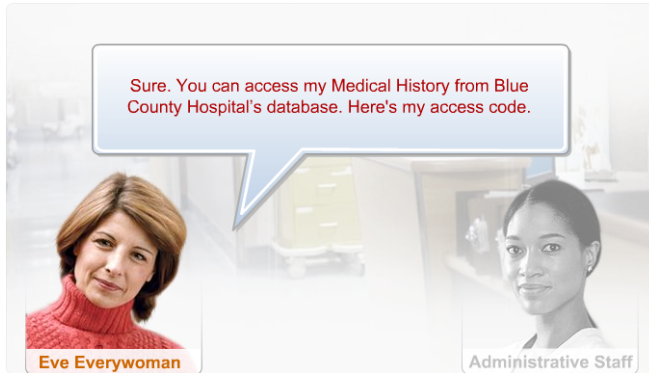 Sure. You can access my Medical History from Blue
County Hospital’s database. Here's my access code.
Eve Everywoman
Administrative Staff